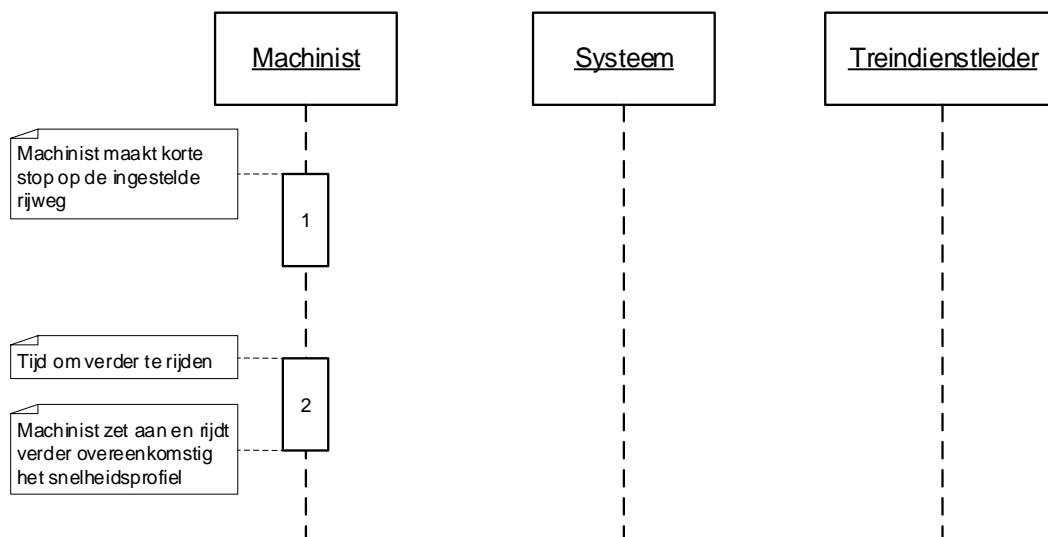 Machinist
Systeem
Treindienstleider
Machinist maakt korte
stop op de ingestelde
rijweg
1
Tijd om verder te rijden
2
Machinist zet aan en rijdt
verder overeenkomstig
het snelheidsprofiel